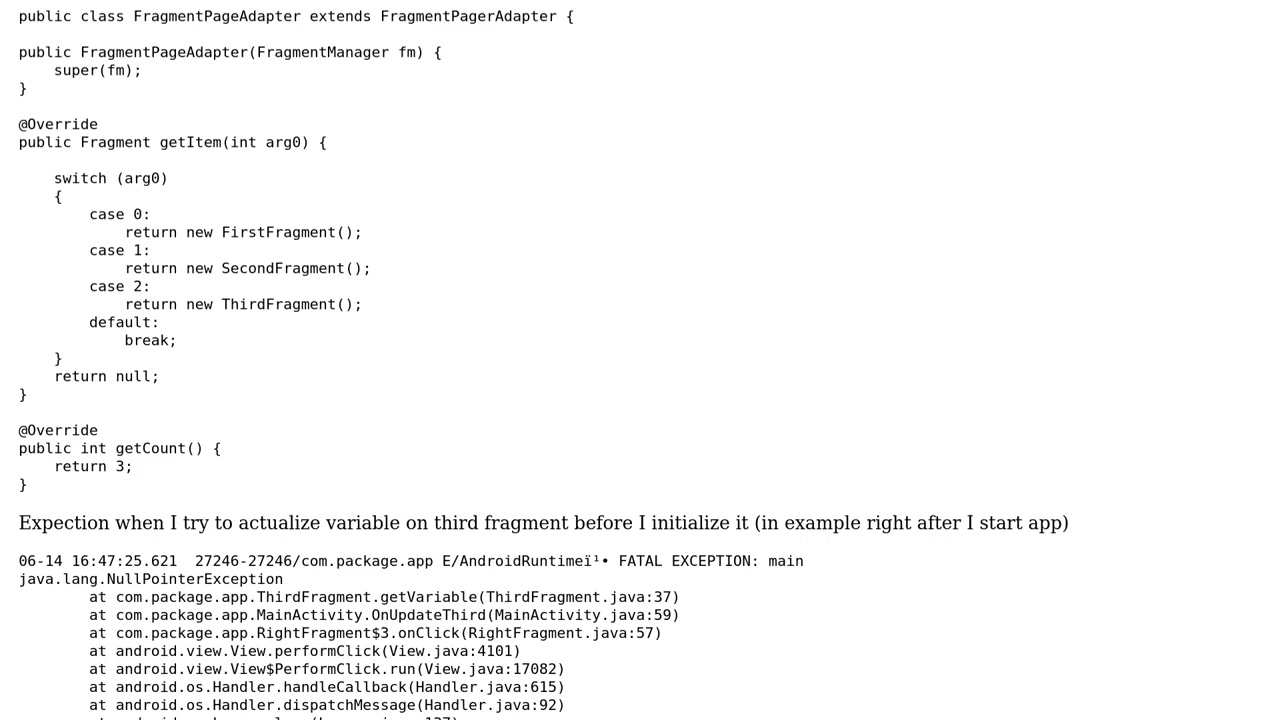 public class FragmentPageAdapter extends FragmentPagerAdapter {
public FragmentPageAdapter(FragmentManager fm) {
    super(fm);
}
@Override
public Fragment getItem(int arg0) {
    switch (arg0)
    {
        case 0:
            return new FirstFragment();
        case 1:
            return new SecondFragment();
        case 2:
            return new ThirdFragment();
        default:
            break;
    }
    return null;
}
@Override
public int getCount() {
    return 3;
}
Expection when I try to actualize variable on third fragment before I initialize it (in example right after I start app)
06-14 16:47:25.621  27246-27246/com.package.app E/AndroidRuntimeï¹• FATAL EXCEPTION: main
java.lang.NullPointerException
        at com.package.app.ThirdFragment.getVariable(ThirdFragment.java:37)
        at com.package.app.MainActivity.OnUpdateThird(MainActivity.java:59)
        at com.package.app.RightFragment$3.onClick(RightFragment.java:57)
        at android.view.View.performClick(View.java:4101)
        at android.view.View$PerformClick.run(View.java:17082)
        at android.os.Handler.handleCallback(Handler.java:615)
        at android.os.Handler.dispatchMessage(Handler.java:92)